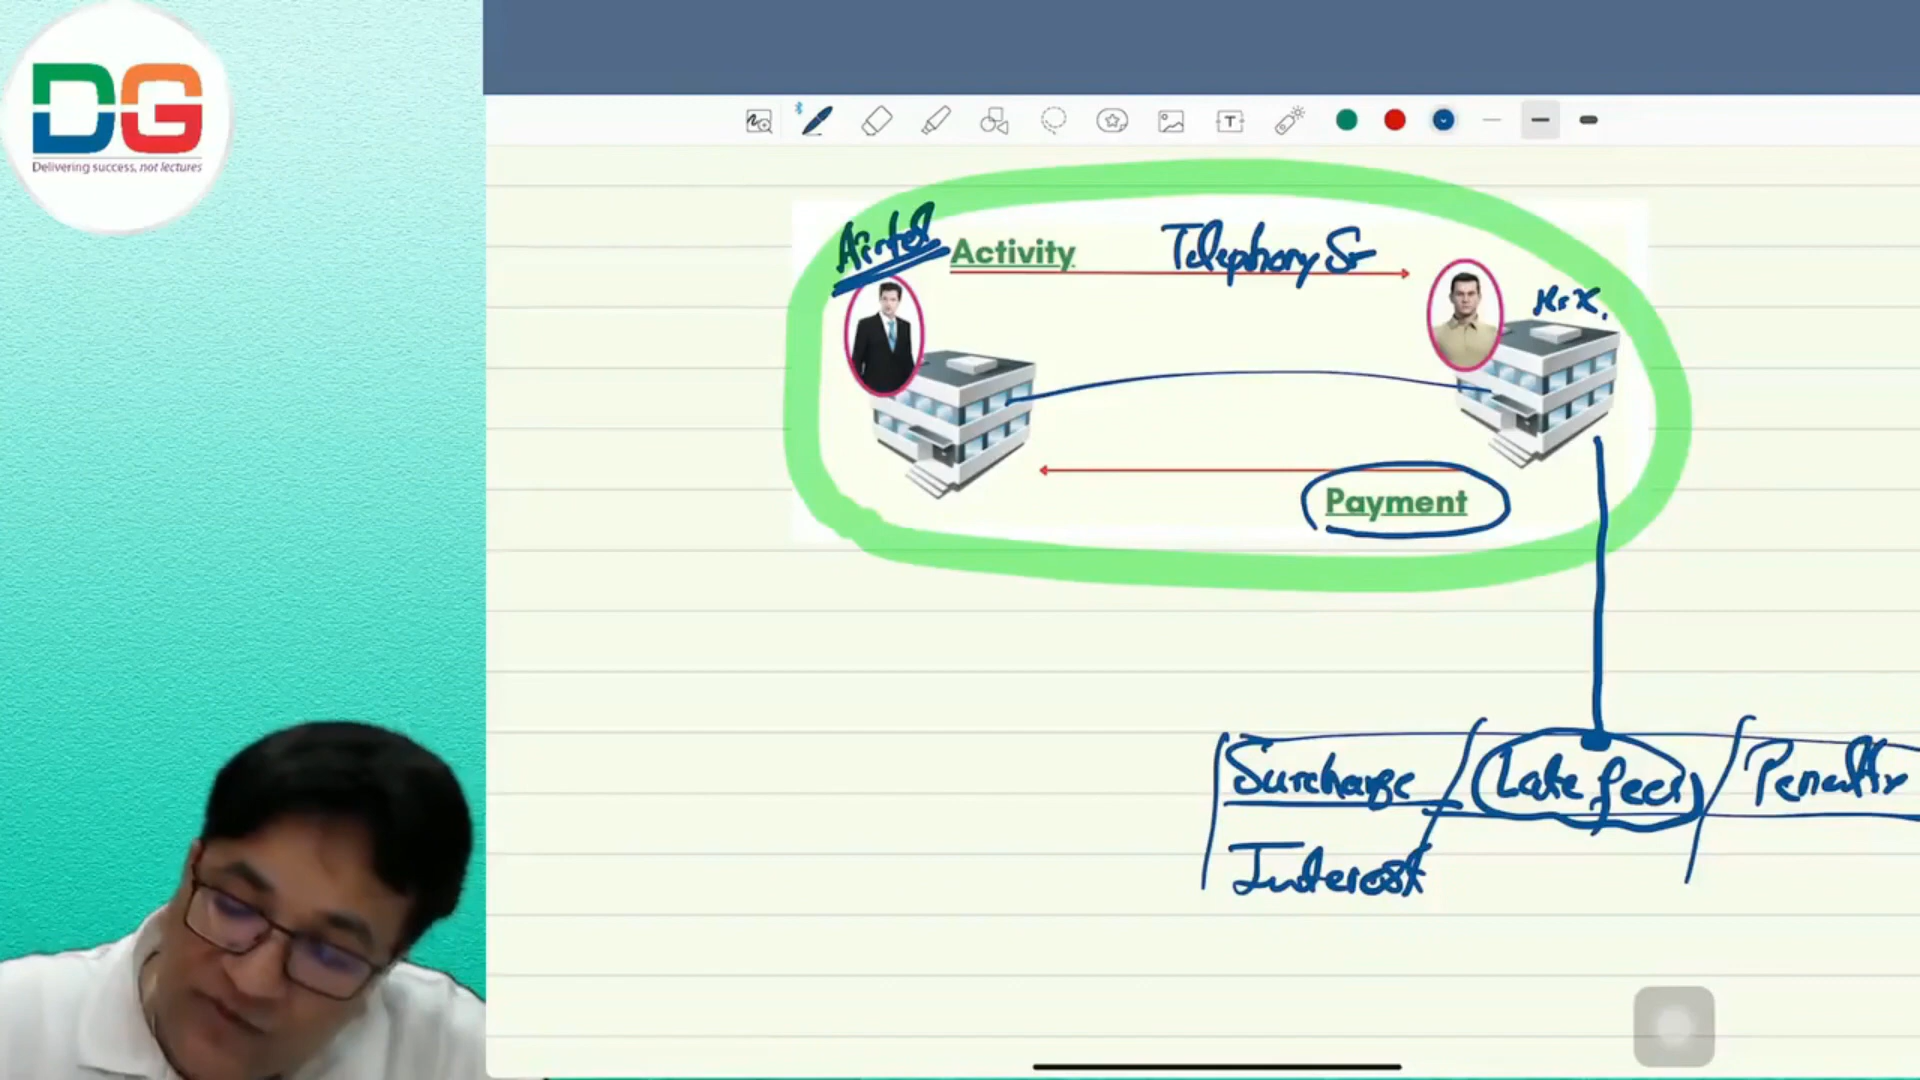 DG
Delivering success, not lectures
T
Airtel Activity Telephony Sr
Mr X.
Payment
Surcharge / Late fees / Penalty
Interest